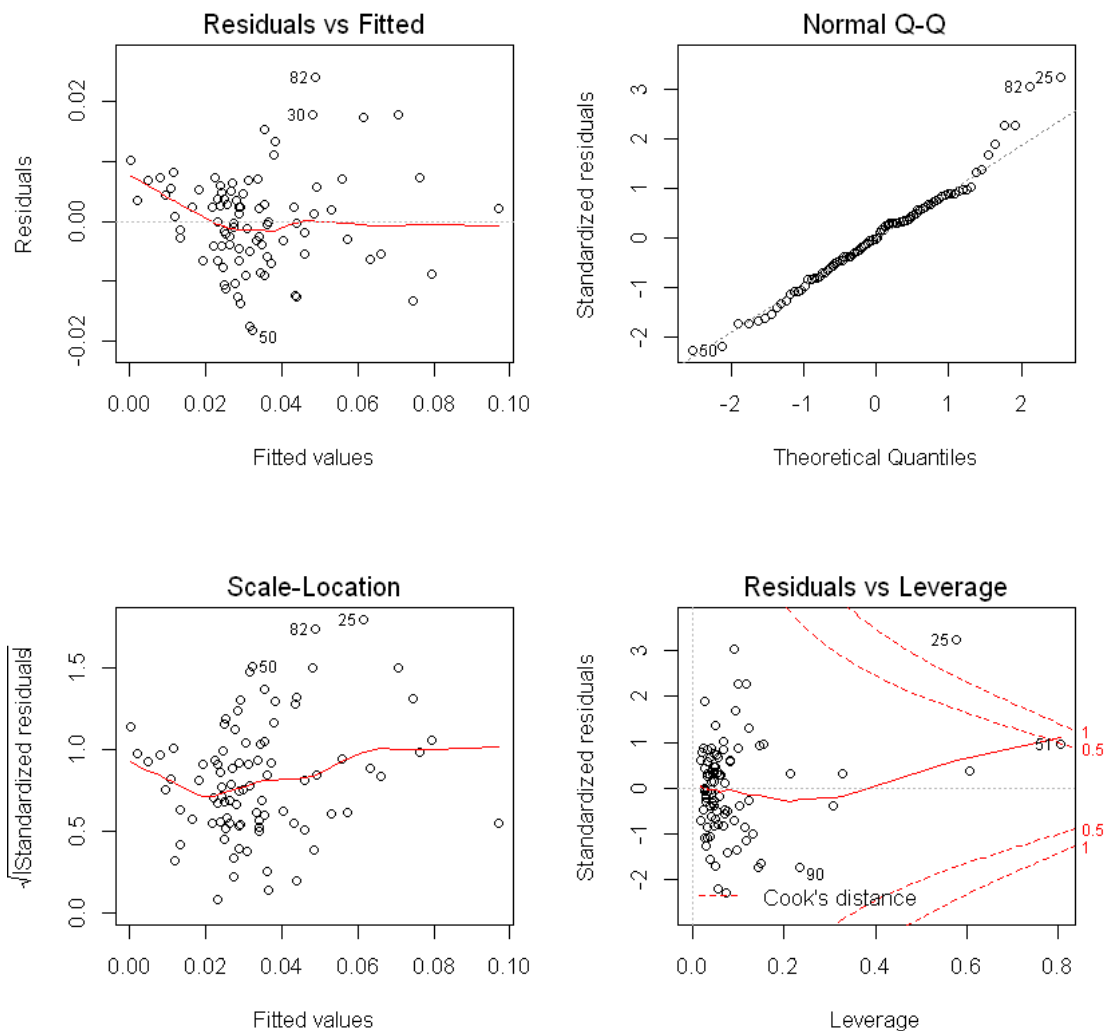 Residuals vs Fitted
Residuals
0.02
0.00
-0.02
82
30
50
0.00 0.02 0.04 0.06 0.08 0.10
Fitted values
Normal Q-Q
Standardized residuals
3
2
1
0
-1
-2
82 25
50
-2 -1 0 1 2
Theoretical Quantiles
Scale-Location
√|Standardized residuals|
1.5
1.0
0.5
0.0
25
82
50
0.00 0.02 0.04 0.06 0.08 0.10
Fitted values
Residuals vs Leverage
Standardized residuals
3
2
1
0
-1
-2
25
51
90
1
0.5
0.5
1
Cook's distance
0.0 0.2 0.4 0.6 0.8
Leverage